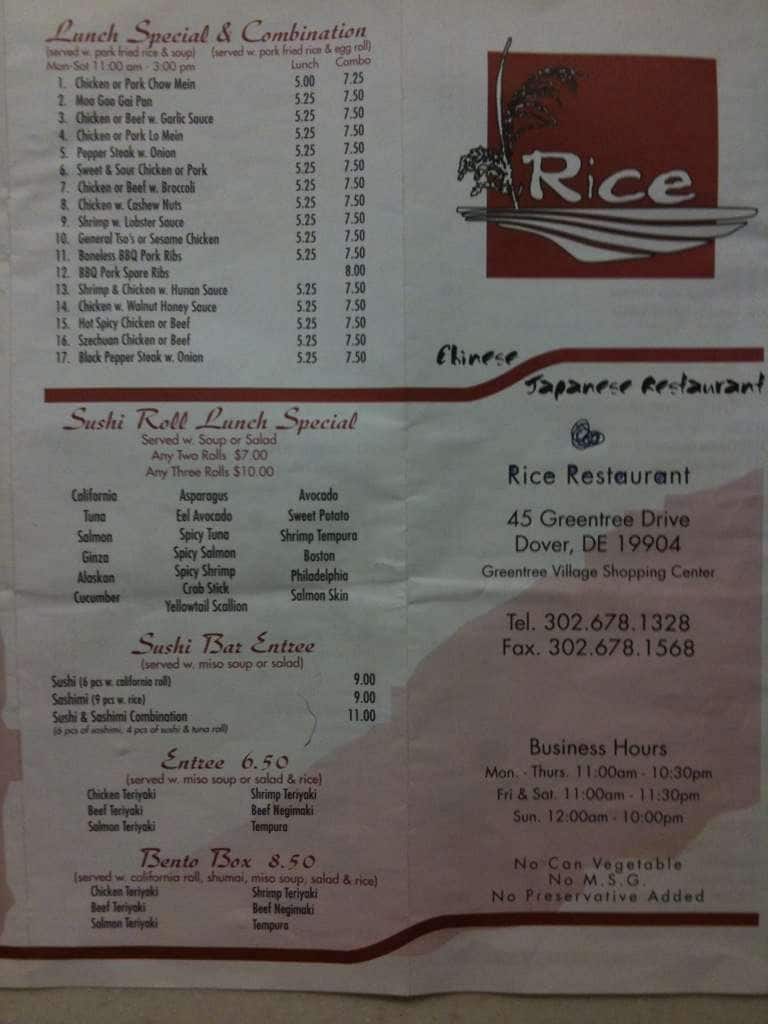 Lunch Special & Combination
(served w. pork fried rice & soup) (served w. pork fried rice & egg roll)
Mon-Sat 11:00 am - 3:00 pm Lunch Combo
1. Chicken or Pork Chow Mein 5.00 7.25
2. Moo Goo Gai Pan 5.25 7.50
3. Chicken or Beef w. Garlic Sauce 5.25 7.50
4. Chicken or Pork Lo Mein 5.25 7.50
5. Pepper Steak w. Onion 5.25 7.50
6. Sweet & Sour Chicken or Pork 5.25 7.50
7. Chicken or Beef w. Broccoli 5.25 7.50
8. Chicken w. Cashew Nuts 5.25 7.50
9. Shrimp w. Lobster Sauce 5.25 7.50
10. General Tso's or Sesame Chicken 5.25 7.50
11. Boneless BBQ Pork Ribs 5.25 7.50
12. BBQ Pork Spare Ribs 8.00
13. Shrimp & Chicken w. Hunan Sauce 5.25 7.50
14. Chicken w. Walnut Honey Sauce 5.25 7.50
15. Hot Spicy Chicken or Beef 5.25 7.50
16. Szechuan Chicken or Beef 5.25 7.50
17. Black Pepper Steak w. Onion 5.25 7.50
Sushi Roll Lunch Special
Served w. Soup or Salad
Any Two Rolls $7.00
Any Three Rolls $10.00
California Asparagus Avocado
Tuna Eel Avocado Sweet Potato
Salmon Spicy Tuna Shrimp Tempura
Ginza Spicy Salmon Boston
Alaskan Spicy Shrimp Philadelphia
Cucumber Crab Stick Salmon Skin
Yellowtail Scallion
Sushi Bar Entree
(served w. miso soup or salad)
Sushi (6 pcs w. california roll) 9.00
Sashimi (9 pcs w. rice) 9.00
Sushi & Sashimi Combination 11.00
(6 pcs of sashimi, 4 pcs of sushi & tuna roll)
Entree 6.50
(served w. miso soup or salad & rice)
Chicken Teriyaki Shrimp Teriyaki
Beef Teriyaki Beef Negimaki
Salmon Teriyaki Tempura
Bento Box 8.50
(served w. california roll, shumai, miso soup, salad & rice)
Chicken Teriyaki Shrimp Teriyaki
Beef Teriyaki Beef Negimaki
Salmon Teriyaki Tempura
Rice
Chinese
Japanese Restaurant
Rice Restaurant
45 Greentree Drive
Dover, DE 19904
Greentree Village Shopping Center
Tel. 302.678.1328
Fax. 302.678.1568
Business Hours
Mon. - Thurs. 11:00am - 10:30pm
Fri & Sat. 11:00am - 11:30pm
Sun. 12:00am - 10:00pm
No Can Vegetable
No M.S.G.
No Preservative Added